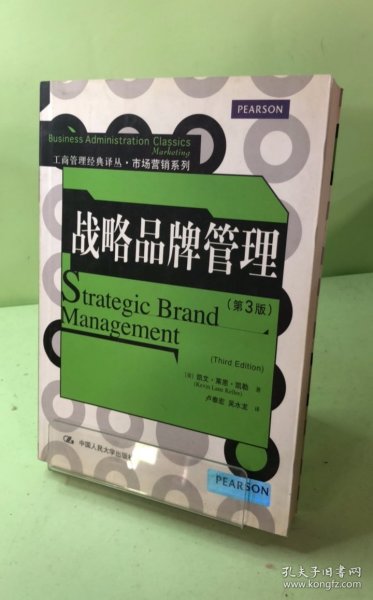 PEARSON
Business Administration Classics
Marketing
工商管理经典译丛·市场营销系列
战略品牌管理
(第3版)
Strategic Brand
Management
(Third Edition)
[美] 凯文·莱恩·凯勒 著
(Kevin Lane Keller)
卢泰宏 吴水龙 译
中国人民大学出版社
PEARSON
孔夫子旧书网
www.kongfz.com